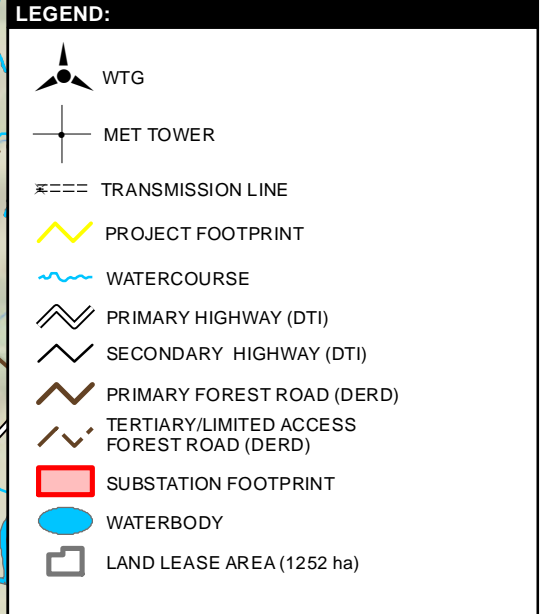 LEGEND:
WTG
MET TOWER
TRANSMISSION LINE
PROJECT FOOTPRINT
WATERCOURSE
PRIMARY HIGHWAY (DTI)
SECONDARY HIGHWAY (DTI)
PRIMARY FOREST ROAD (DERD)
TERTIARY/LIMITED ACCESS
FOREST ROAD (DERD)
SUBSTATION FOOTPRINT
WATERBODY
LAND LEASE AREA (1252 ha)